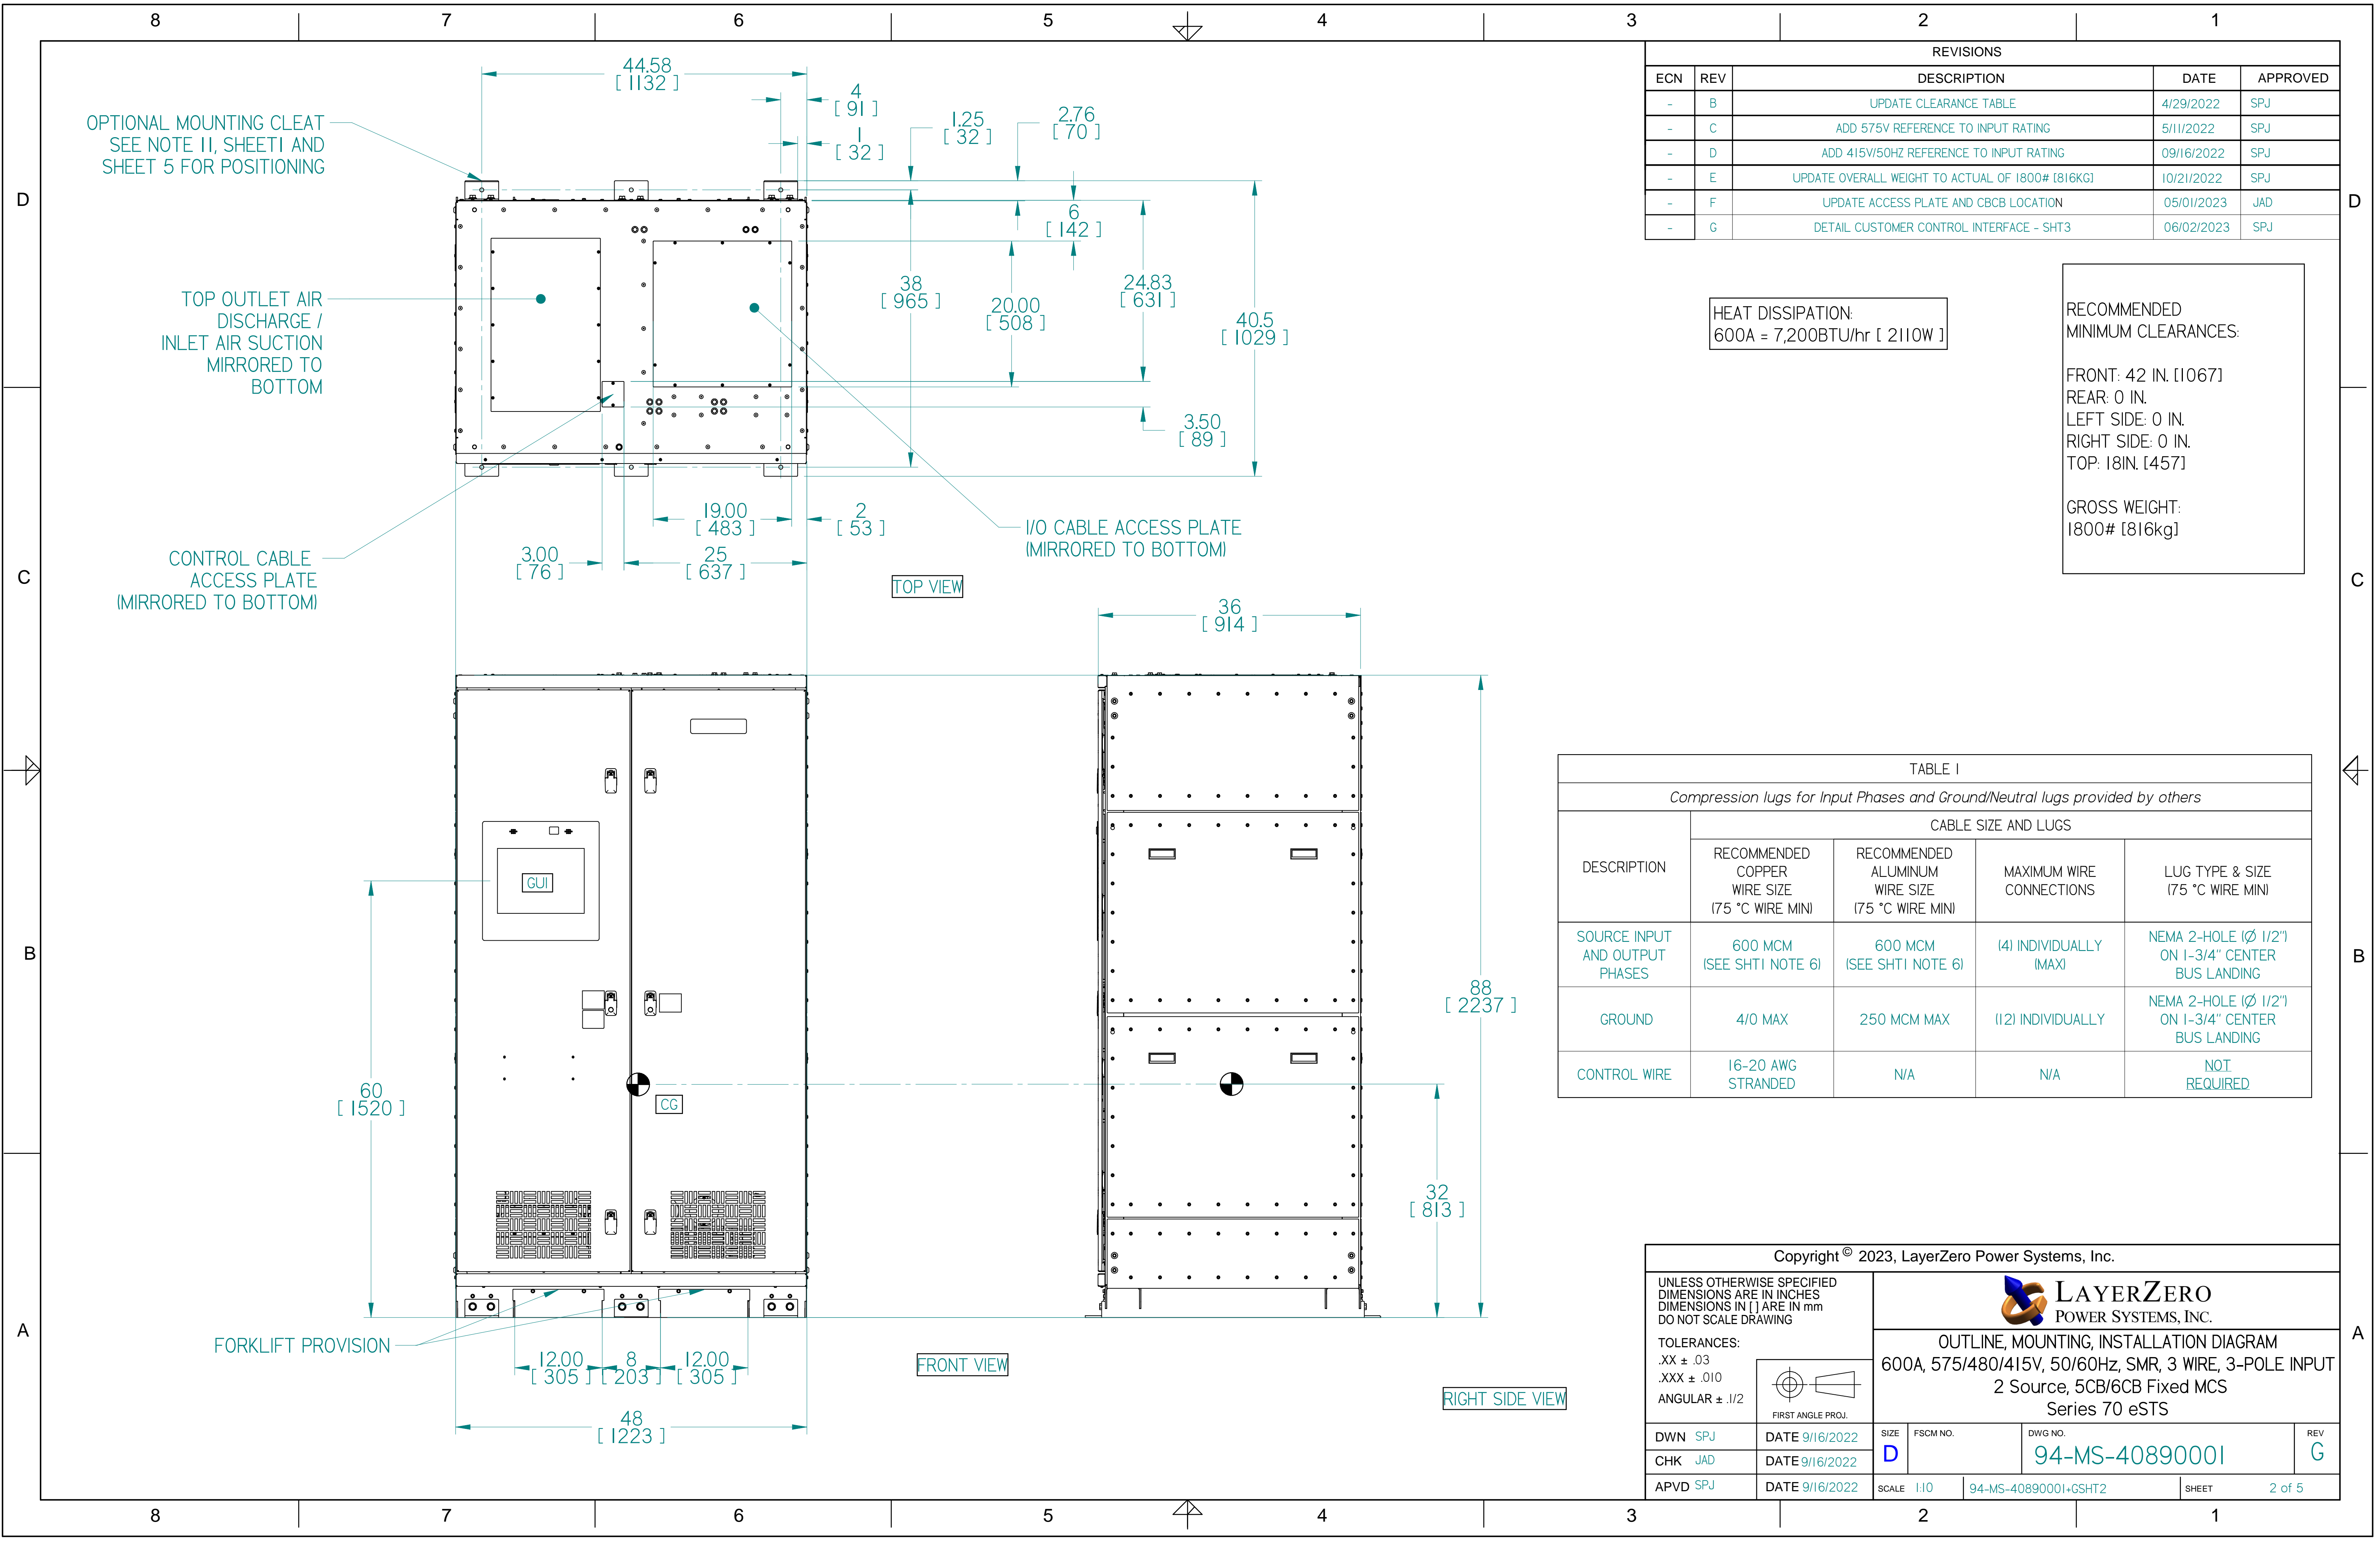 8 7 6 5 4 3 2 1
D
C
B
A
D
C
B
A
REVISIONS
ECN REV DESCRIPTION DATE APPROVED
- B UPDATE CLEARANCE TABLE 4/29/2022 SPJ
- C ADD 575V REFERENCE TO INPUT RATING 5/11/2022 SPJ
- D ADD 415V/50HZ REFERENCE TO INPUT RATING 09/16/2022 SPJ
- E UPDATE OVERALL WEIGHT TO ACTUAL OF 1800# [816KG] 10/21/2022 SPJ
- F UPDATE ACCESS PLATE AND CBCB LOCATION 05/01/2023 JAD
- G DETAIL CUSTOMER CONTROL INTERFACE - SHT3 06/02/2023 SPJ
44.58
[ 1132 ]
4
[ 91 ]
1
[ 32 ]
1.25
[ 32 ]
2.76
[ 70 ]
OPTIONAL MOUNTING CLEAT
SEE NOTE 11, SHEET1 AND
SHEET 5 FOR POSITIONING
6
[ 142 ]
38
[ 965 ]
20.00
[ 508 ]
24.83
[ 631 ]
40.5
[ 1029 ]
3.50
[ 89 ]
TOP OUTLET AIR
DISCHARGE /
INLET AIR SUCTION
MIRRORED TO
BOTTOM
19.00
[ 483 ]
2
[ 53 ]
3.00
[ 76 ]
25
[ 637 ]
I/O CABLE ACCESS PLATE
(MIRRORED TO BOTTOM)
CONTROL CABLE
ACCESS PLATE
(MIRRORED TO BOTTOM)
TOP VIEW
HEAT DISSIPATION:
600A = 7,200BTU/hr [ 2110W ]
RECOMMENDED
MINIMUM CLEARANCES:
FRONT: 42 IN. [1067]
REAR: 0 IN.
LEFT SIDE: 0 IN.
RIGHT SIDE: 0 IN.
TOP: 18IN. [457]
GROSS WEIGHT:
1800# [816kg]
36
[ 914 ]
GUI
CG
60
[ 1520 ]
88
[ 2237 ]
32
[ 813 ]
FORKLIFT PROVISION
12.00
[ 305 ]
8
[ 203 ]
12.00
[ 305 ]
48
[ 1223 ]
FRONT VIEW
RIGHT SIDE VIEW
TABLE 1
Compression lugs for Input Phases and Ground/Neutral lugs provided by others
DESCRIPTION
CABLE SIZE AND LUGS
RECOMMENDED
COPPER
WIRE SIZE
(75 °C WIRE MIN)
RECOMMENDED
ALUMINUM
WIRE SIZE
(75 °C WIRE MIN)
MAXIMUM WIRE
CONNECTIONS
LUG TYPE & SIZE
(75 °C WIRE MIN)
SOURCE INPUT
AND OUTPUT
PHASES
600 MCM
(SEE SHT1 NOTE 6)
600 MCM
(SEE SHT1 NOTE 6)
(4) INDIVIDUALLY
(MAX)
NEMA 2-HOLE (Ø 1/2")
ON 1-3/4" CENTER
BUS LANDING
GROUND
4/0 MAX
250 MCM MAX
(12) INDIVIDUALLY
NEMA 2-HOLE (Ø 1/2")
ON 1-3/4" CENTER
BUS LANDING
CONTROL WIRE
16-20 AWG
STRANDED
N/A
N/A
NOT
REQUIRED
Copyright © 2023, LayerZero Power Systems, Inc.
UNLESS OTHERWISE SPECIFIED
DIMENSIONS ARE IN INCHES
DIMENSIONS IN [ ] ARE IN mm
DO NOT SCALE DRAWING
TOLERANCES:
.XX ± .03
.XXX ± .010
ANGULAR ± .1/2
FIRST ANGLE PROJ.
LAYERZERO
POWER SYSTEMS, INC.
OUTLINE, MOUNTING, INSTALLATION DIAGRAM
600A, 575/480/415V, 50/60Hz, SMR, 3 WIRE, 3-POLE INPUT
2 Source, 5CB/6CB Fixed MCS
Series 70 eSTS
DWN SPJ DATE 9/16/2022
CHK JAD DATE 9/16/2022
APVD SPJ DATE 9/16/2022
SIZE
D
FSCM NO.
DWG NO.
94-MS-40890001
REV
G
SCALE 1:10 94-MS-40890001+GSHT2 SHEET 2 of 5
8 7 6 5 4 3 2 1